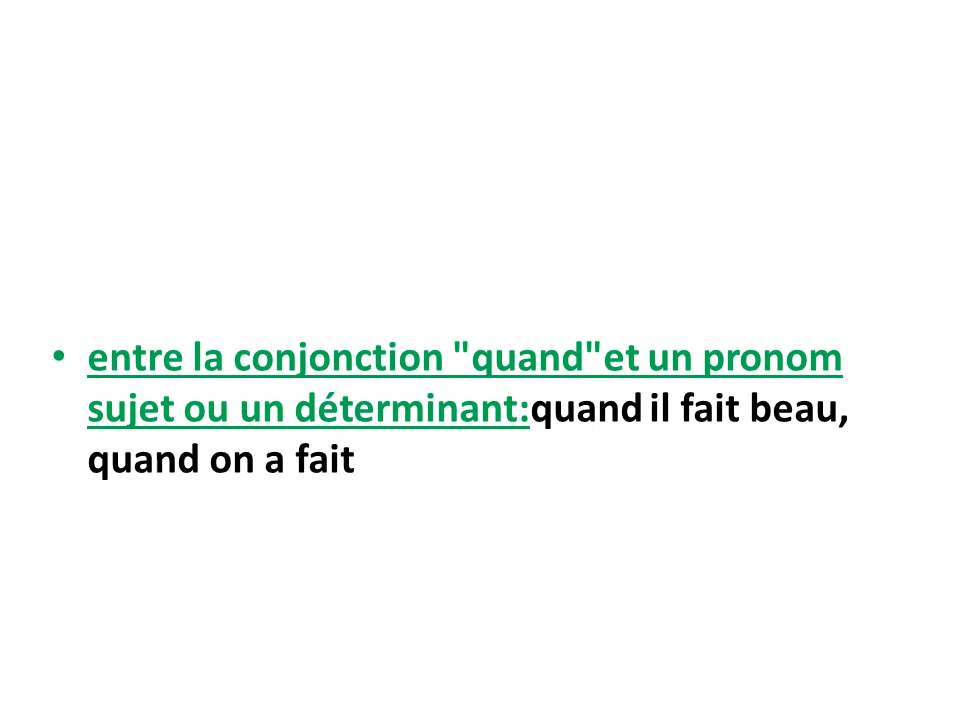 • entre la conjonction "quand"et un pronom
sujet ou un déterminant:quand il fait beau,
quand on a fait